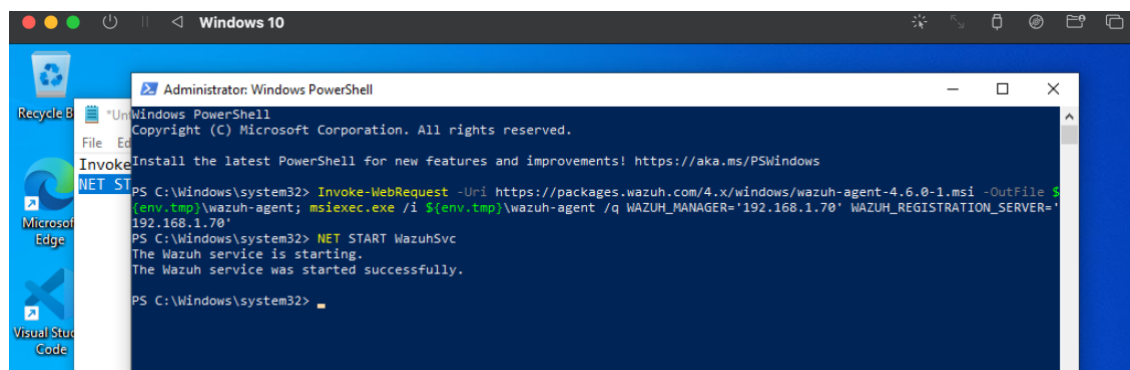 Windows 10
Recycle B
*Un
File Ed
Invoke
NET ST
Microsof
Edge
Visual Stud
Code
Administrator: Windows PowerShell
Windows PowerShell
Copyright (C) Microsoft Corporation. All rights reserved.
Install the latest PowerShell for new features and improvements! https://aka.ms/PSWindows
PS C:\Windows\system32> Invoke-WebRequest -Uri https://packages.wazuh.com/4.x/windows/wazuh-agent-4.6.0-1.msi -OutFile $
{env.tmp}\wazuh-agent; msiexec.exe /i ${env.tmp}\wazuh-agent /q WAZUH_MANAGER='192.168.1.70' WAZUH_REGISTRATION_SERVER='
192.168.1.70'
PS C:\Windows\system32> NET START WazuhSvc
The Wazuh service is starting.
The Wazuh service was started successfully.
PS C:\Windows\system32>